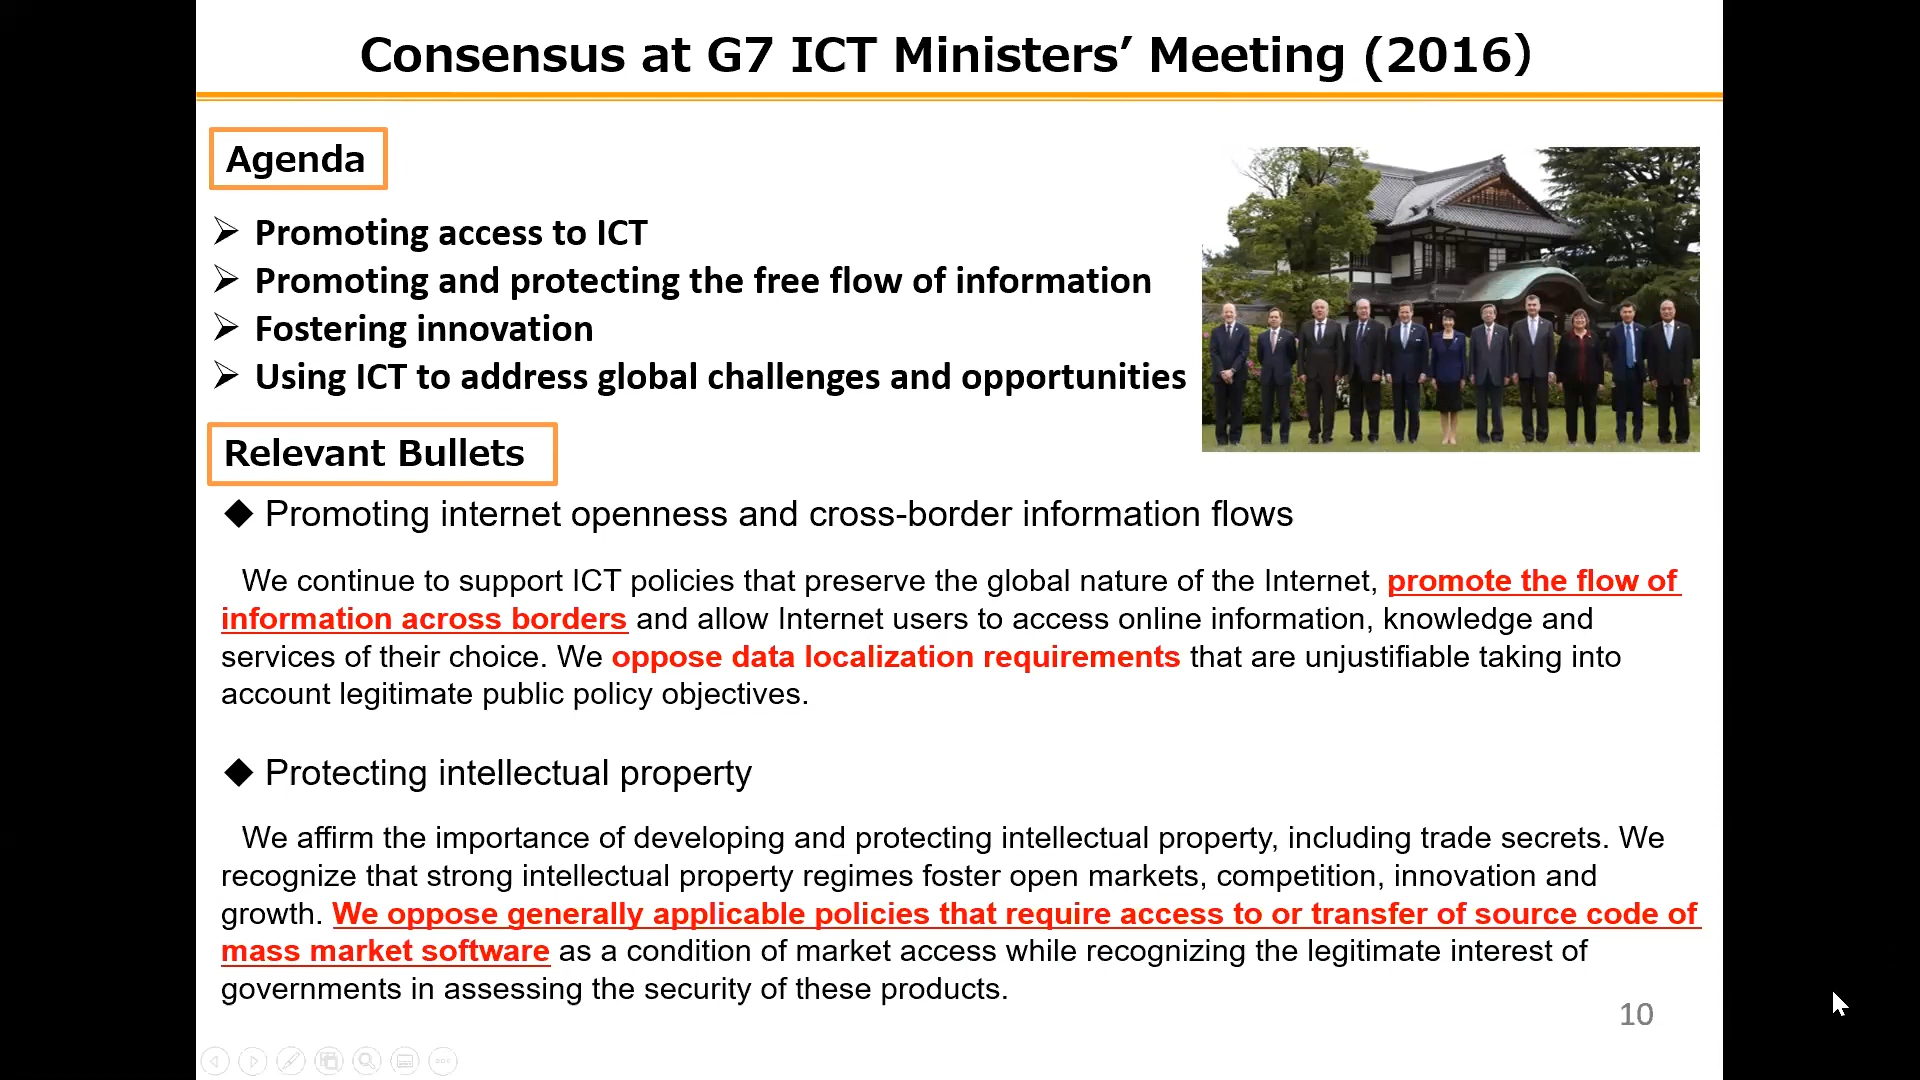 Consensus at G7 ICT Ministers’ Meeting (2016)
Agenda
➢ Promoting access to ICT
➢ Promoting and protecting the free flow of information
➢ Fostering innovation
➢ Using ICT to address global challenges and opportunities
Relevant Bullets
◆ Promoting internet openness and cross-border information flows
We continue to support ICT policies that preserve the global nature of the Internet, promote the flow of
information across borders and allow Internet users to access online information, knowledge and
services of their choice. We oppose data localization requirements that are unjustifiable taking into
account legitimate public policy objectives.
◆ Protecting intellectual property
We affirm the importance of developing and protecting intellectual property, including trade secrets. We
recognize that strong intellectual property regimes foster open markets, competition, innovation and
growth. We oppose generally applicable policies that require access to or transfer of source code of
mass market software as a condition of market access while recognizing the legitimate interest of
governments in assessing the security of these products.
10